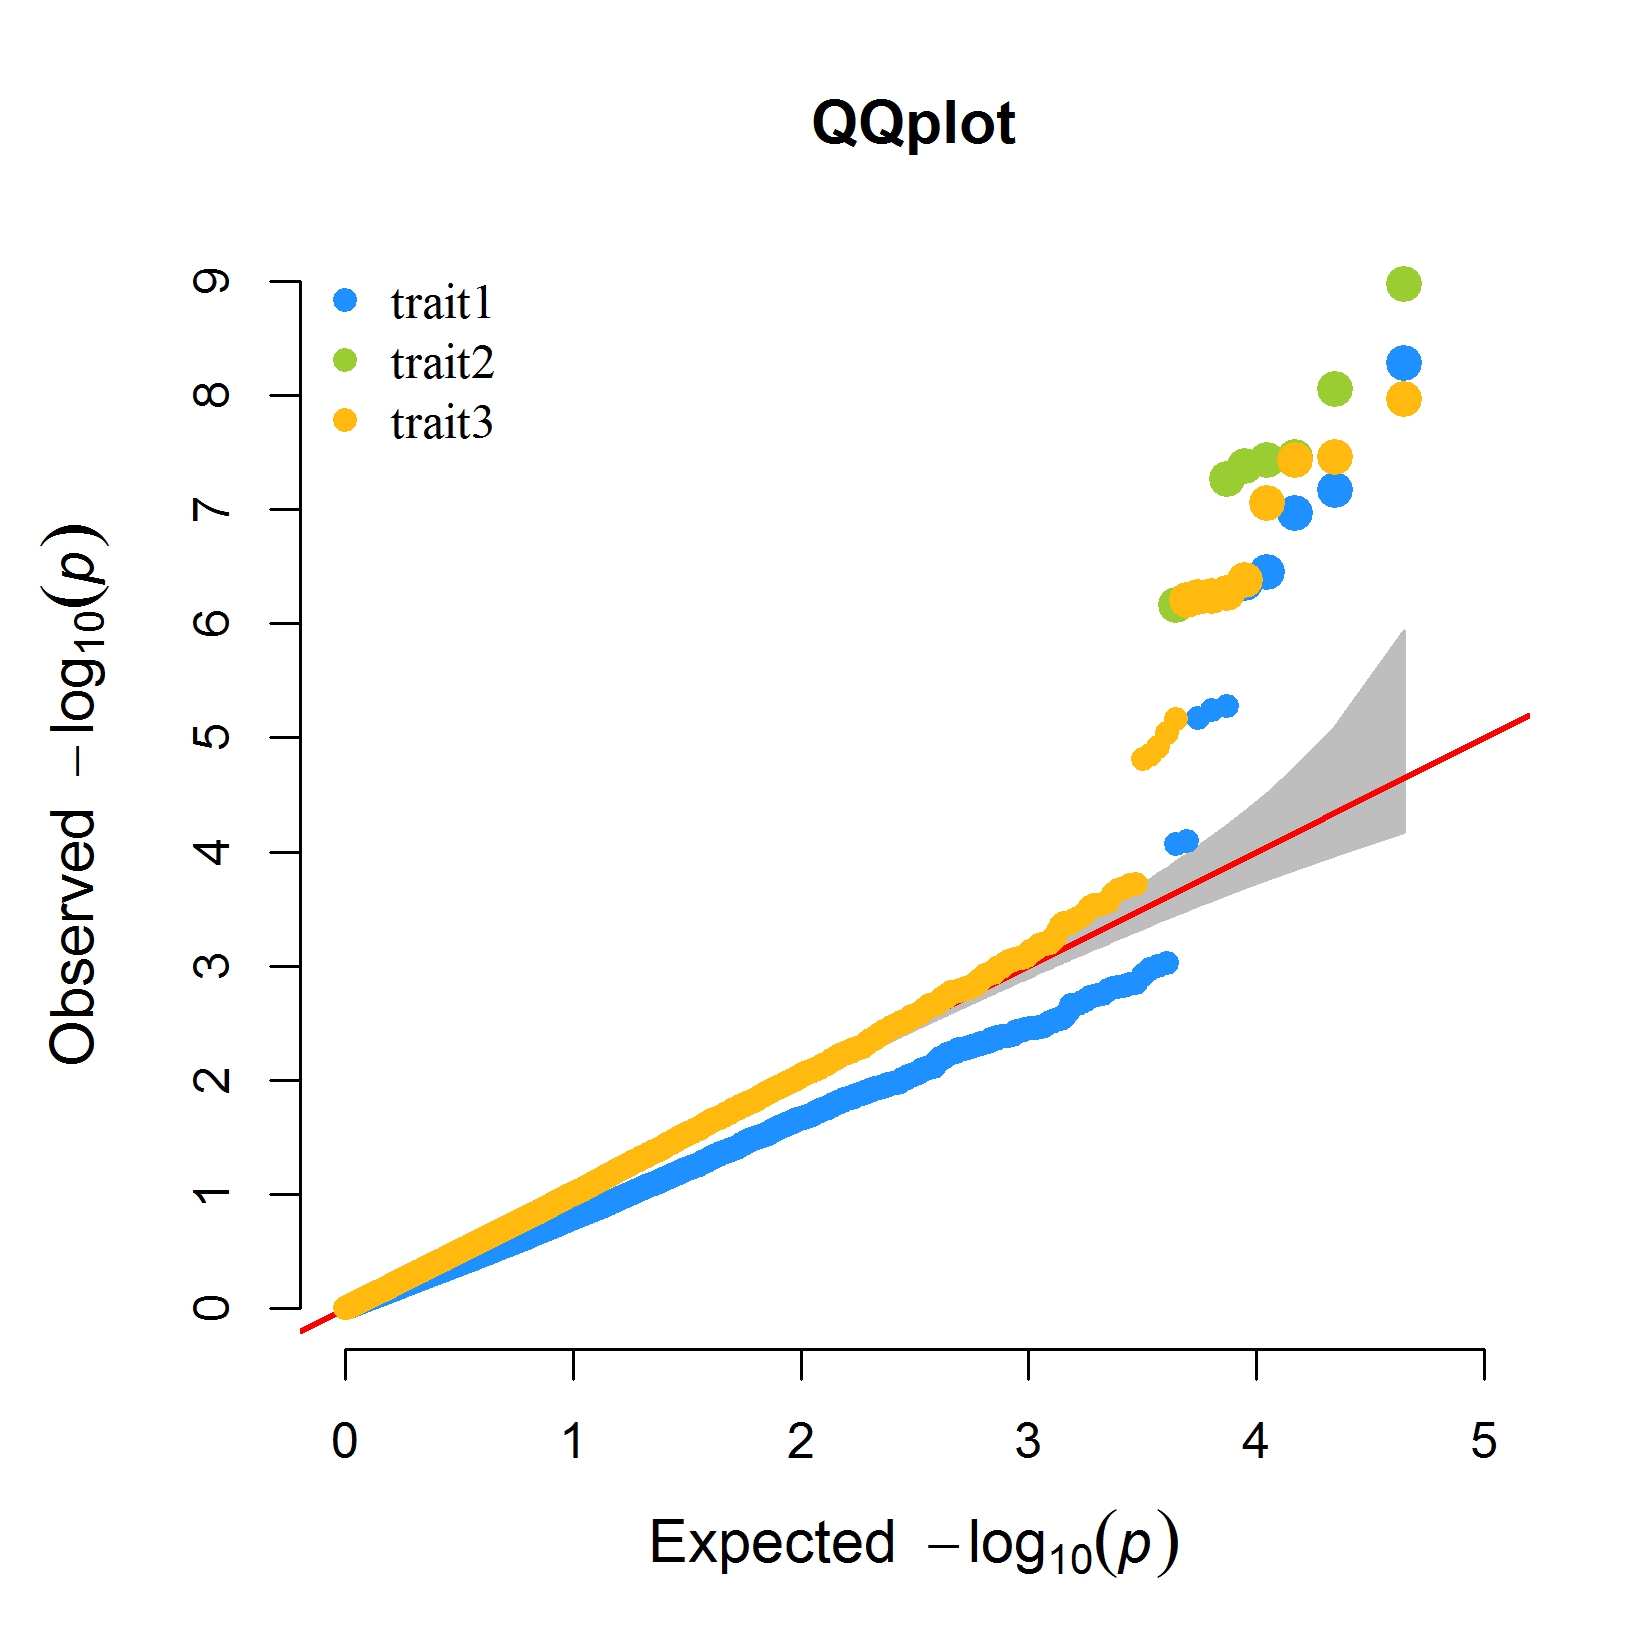 QQplot
trait1
trait2
trait3
9
8
7
6
5
4
3
2
1
0
Observed −log10(p)
0 1 2 3 4 5
Expected −log10(p)